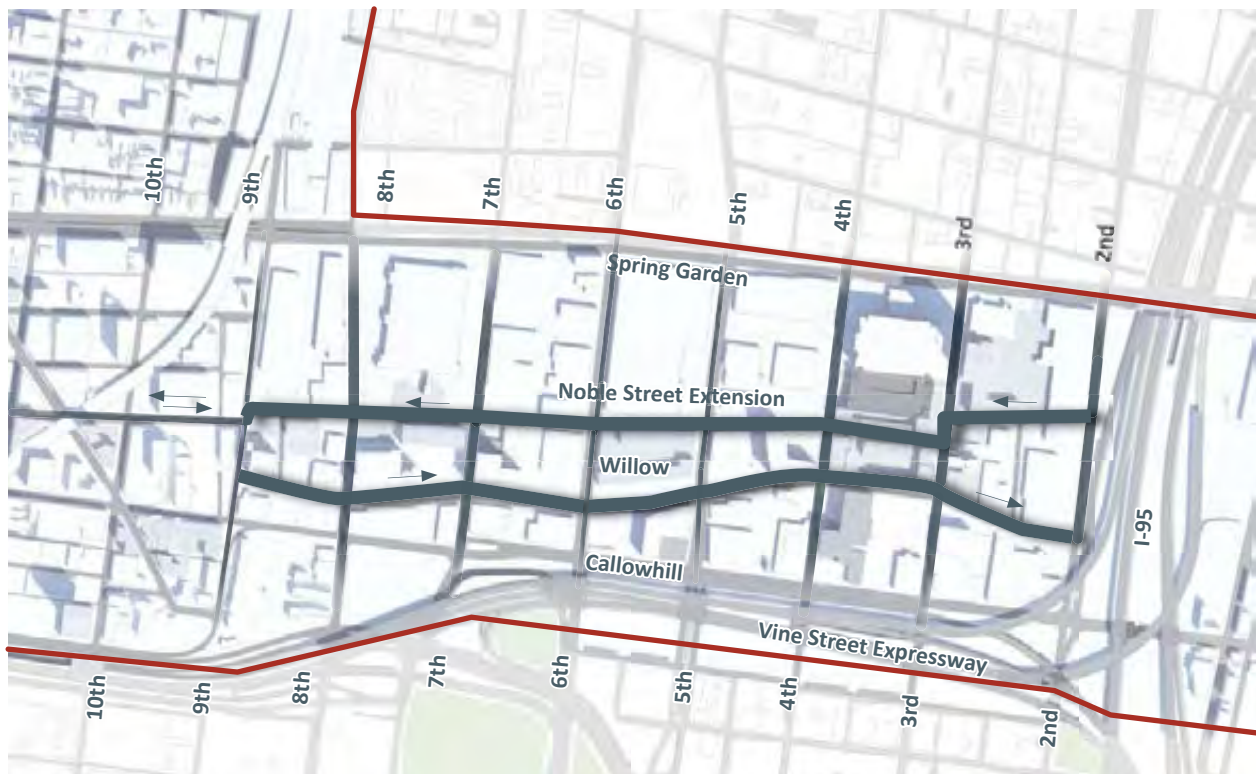 10th
9th
8th
7th
6th
5th
4th
3rd
2nd
Spring Garden
Noble Street Extension
Willow
I-95
Callowhill
Vine Street Expressway
10th
9th
8th
7th
6th
5th
4th
3rd
2nd